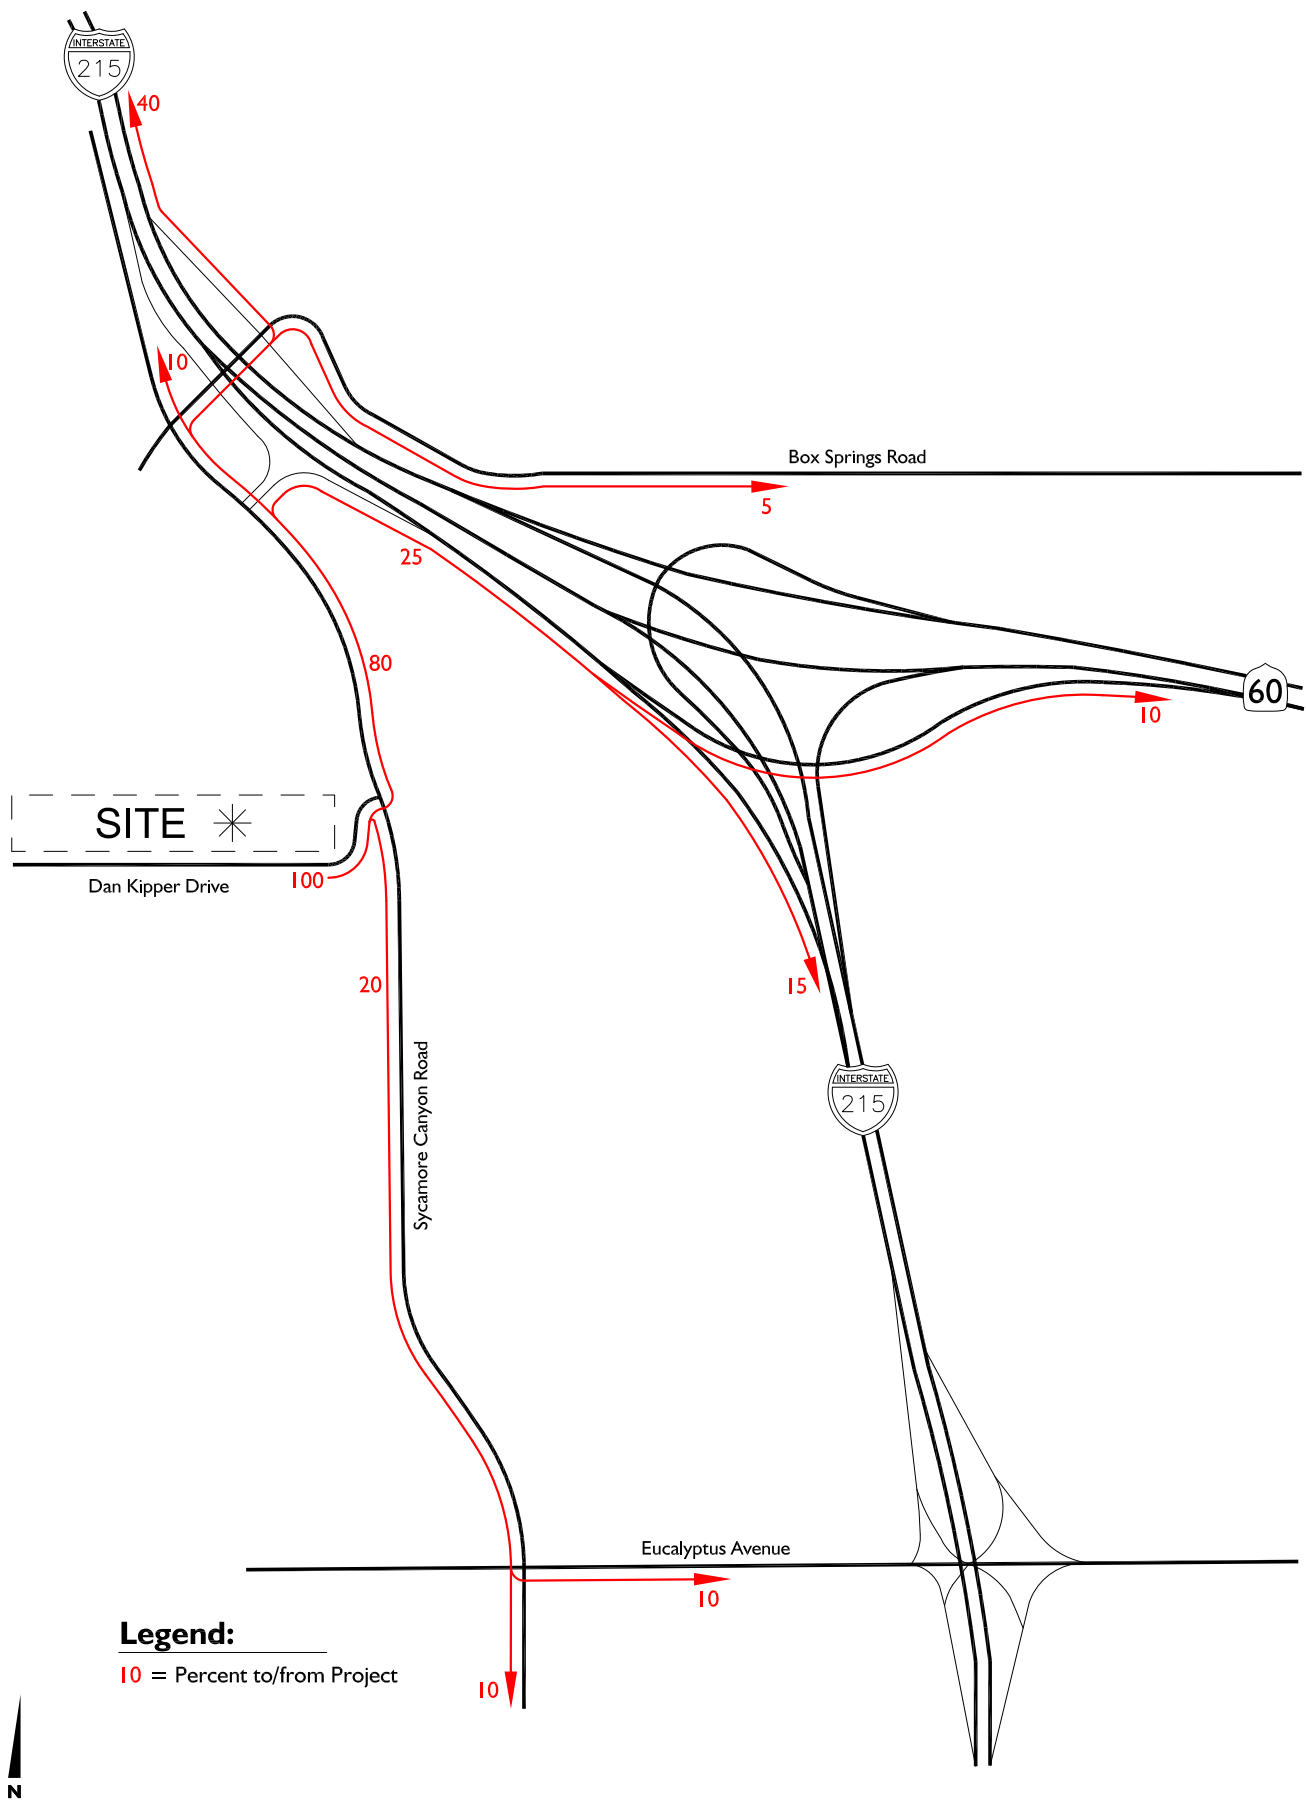 INTERSTATE
215
40
10
Box Springs Road
5
25
80
60
10
SITE
Dan Kipper Drive
100
20
15
Sycamore Canyon Road
INTERSTATE
215
Eucalyptus Avenue
10
Legend:
10 = Percent to/from Project
10
N